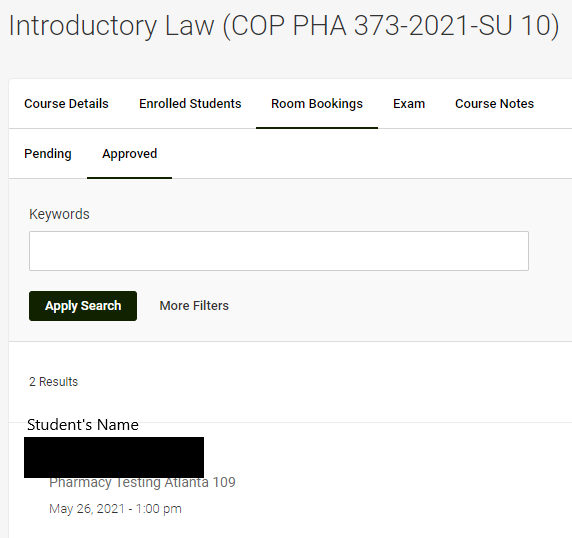 Introductory Law (COP PHA 373-2021-SU 10)
Course Details Enrolled Students Room Bookings Exam Course Notes
Pending Approved
Keywords
Apply Search More Filters
2 Results
Student's Name
Pharmacy Testing Atlanta 109
May 26, 2021 - 1:00 pm